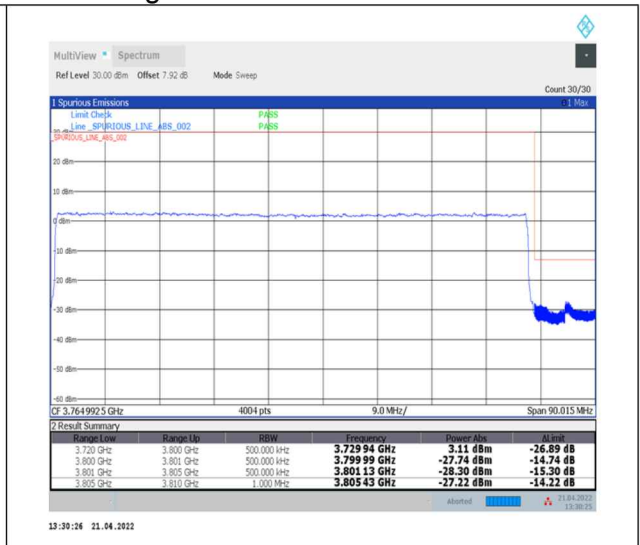 MultiView Spectrum
Ref Level 30.00 dBm Offset 7.92 dB Mode Sweep
Count 30/30
1 Spurious Emissions 1 Max
Limit Check PASS
Line _SPURIOUS_LINE_ABS_002 PASS
30 dBm
_SPURIOUS_LINE_ABS_002
20 dBm
10 dBm
0 dBm
-10 dBm
-20 dBm
-30 dBm
-40 dBm
-50 dBm
-60 dBm
CF 3.7649925 GHz 4004 pts 9.0 MHz/ Span 90.015 MHz
2 Result Summary
Range Low Range Up RBW Frequency Power Abs ΔLimit
3.720 GHz 3.800 GHz 500.000 kHz 3.72994 GHz 3.11 dBm -26.89 dB
3.800 GHz 3.801 GHz 500.000 kHz 3.79999 GHz -27.74 dBm -14.74 dB
3.801 GHz 3.805 GHz 500.000 kHz 3.80113 GHz -28.30 dBm -15.30 dB
3.805 GHz 3.810 GHz 1.000 MHz 3.80543 GHz -27.22 dBm -14.22 dB
Aborted 21.04.2022
13:30:25
13:30:26 21.04.2022